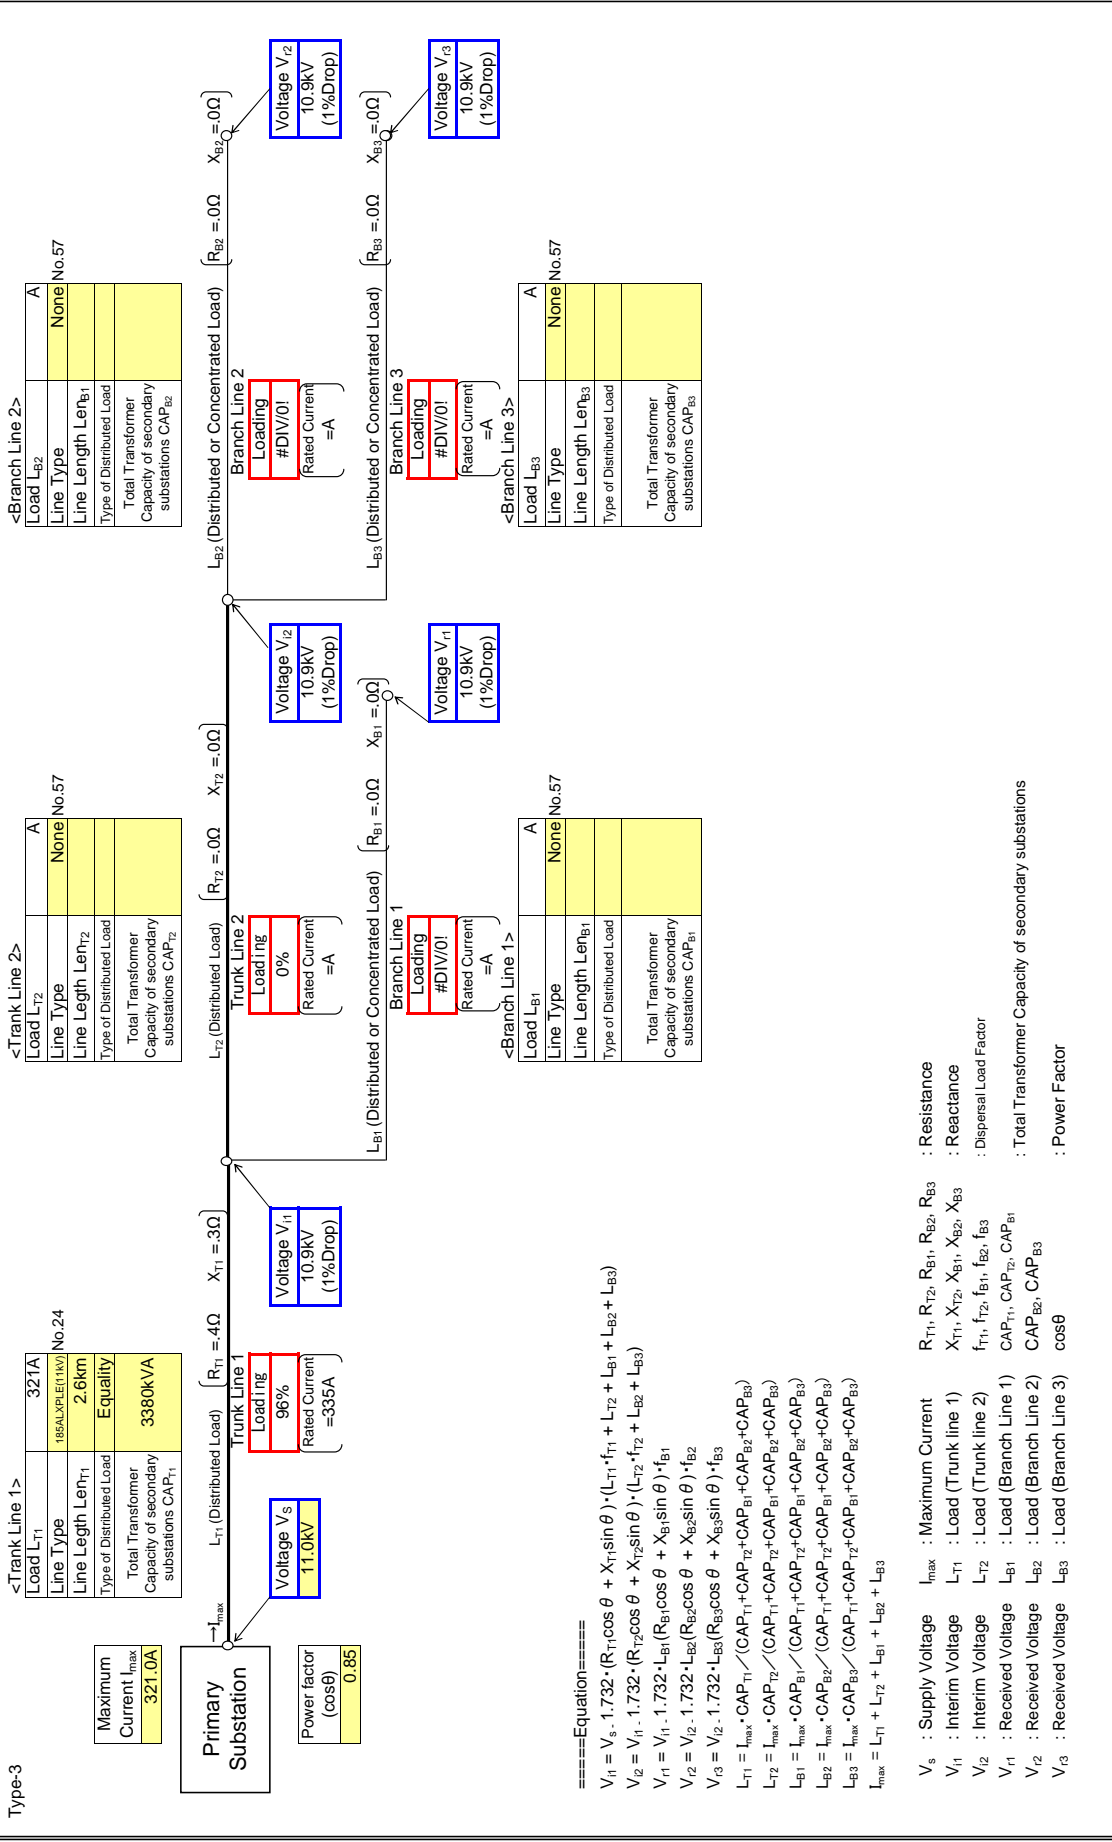 Type-3
Maximum
Current Imax
321.0A
Primary
Substation
→Imax
Power factor
(cosθ)
0.85
Voltage VS
11.0kV
<Trank Line 1>
Load LT1 321A
Line Type 185ALXPLE(11kV) No.24
Line Length LenT1 2.6km
Type of Distributed Load Equality
Total Transformer
Capacity of secondary
substations CAPT1
3380kVA
LT1 (Distributed Load)
RT1 =.4Ω XT1 =.3Ω
Trunk Line 1
Loading
96%
Rated Current
=335A
Voltage Vi1
10.9kV
(1%Drop)
<Trank Line 2>
Load LT2 A
Line Type None No.57
Line Legth LenT2
Type of Distributed Load
Total Transformer
Capacity of secondary
substations CAPT2
LT2 (Distributed Load)
RT2 =.0Ω XT2 =.0Ω
Trunk Line 2
Loading
0%
Rated Current
=A
Voltage Vi2
10.9kV
(1%Drop)
LB1 (Distributed or Concentrated Load)
RB1 =.0Ω XB1 =.0Ω
Branch Line 1
Loading
#DIV/0!
Rated Current
=A
Voltage Vr1
10.9kV
(1%Drop)
<Branch Line 1>
Load LB1 A
Line Type None No.57
Line Length LenB1
Type of Distributed Load
Total Transformer
Capacity of secondary
substations CAPB1
<Branch Line 2>
Load LB2 A
Line Type None No.57
Line Length LenB1
Type of Distributed Load
Total Transformer
Capacity of secondary
substations CAPB2
LB2 (Distributed or Concentrated Load)
RB2 =.0Ω XB2 =.0Ω
Branch Line 2
Loading
#DIV/0!
Rated Current
=A
Voltage Vr2
10.9kV
(1%Drop)
LB3 (Distributed or Concentrated Load)
RB3 =.0Ω XB3 =.0Ω
Branch Line 3
Loading
#DIV/0!
Rated Current
=A
Voltage Vr3
10.9kV
(1%Drop)
<Branch Line 3>
Load LB3 A
Line Type None No.57
Line Length LenB3
Type of Distributed Load
Total Transformer
Capacity of secondary
substations CAPB3
=====Equation=====
Vi1 = VS - 1.732・(RT1cosθ + XT1sinθ)・(LT1・fT1 + LT2 + LB1 + LB2 + LB3)
Vi2 = Vi1 - 1.732・(RT2cosθ + XT2sinθ)・(LT2・fT2 + LB2 + LB3)
Vr1 = Vi1 - 1.732・LB1(RB1cosθ + XB1sinθ)・fB1
Vr2 = Vi2 - 1.732・LB2(RB2cosθ + XB2sinθ)・fB2
Vr3 = Vi2 - 1.732・LB3(RB3cosθ + XB3sinθ)・fB3
LT1 = Imax・CAPT1／(CAPT1+CAPT2+CAPB1+CAPB2+CAPB3)
LT2 = Imax・CAPT2／(CAPT1+CAPT2+CAPB1+CAPB2+CAPB3)
LB1 = Imax・CAPB1／(CAPT1+CAPT2+CAPB1+CAPB2+CAPB3)
LB2 = Imax・CAPB2／(CAPT1+CAPT2+CAPB1+CAPB2+CAPB3)
LB3 = Imax・CAPB3／(CAPT1+CAPT2+CAPB1+CAPB2+CAPB3)
Imax = LT1 + LT2 + LB1 + LB2 + LB3
Vs : Supply Voltage Imax : Maximum Current RT1, RT2, RB1, RB2, RB3 : Resistance
Vi1 : Interim Voltage LT1 : Load (Trunk line 1) XT1, XT2, XB1, XB2, XB3 : Reactance
Vi2 : Interim Voltage LT2 : Load (Trunk line 2) fT1, fT2, fB1, fB2, fB3 : Dispersal Load Factor
Vr1 : Received Voltage LB1 : Load (Branch Line 1) CAPT1, CAPT2, CAPB1 : Total Transformer Capacity of secondary substations
Vr2 : Received Voltage LB2 : Load (Branch Line 2) CAPB2, CAPB3
Vr3 : Received Voltage LB3 : Load (Branch Line 3) cosθ : Power Factor